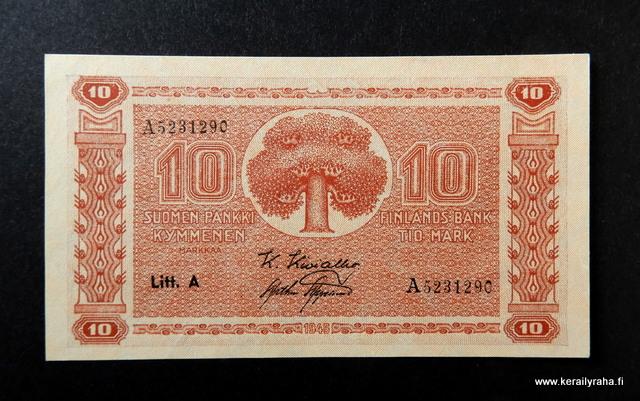 10 10
A5231290
10 10
SUOMEN PANKKI FINLANDS BANK
KYMMENEN TIO MARK
MARKKAA
Litt. A
A5231290
10 1945 10
www.kerailyraha.fi